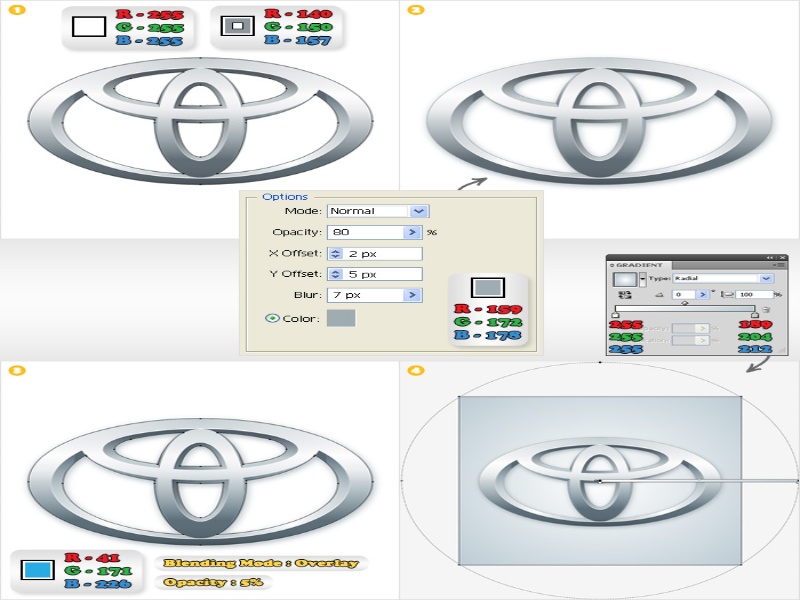 1
R - 255
G - 255
B - 255
R - 140
G - 150
B - 157
2
Options
Mode: Normal
Opacity: 80 %
X Offset: 2 px
Y Offset: 5 px
Blur: 7 px
Color:
R - 159
G - 172
B - 178
GRADIENT
Type: Radial
0 °
100 %
255
255
255
189
204
212
3
R - 41
G - 171
B - 226
Blending Mode : Overlay
Opacity : 5%
4